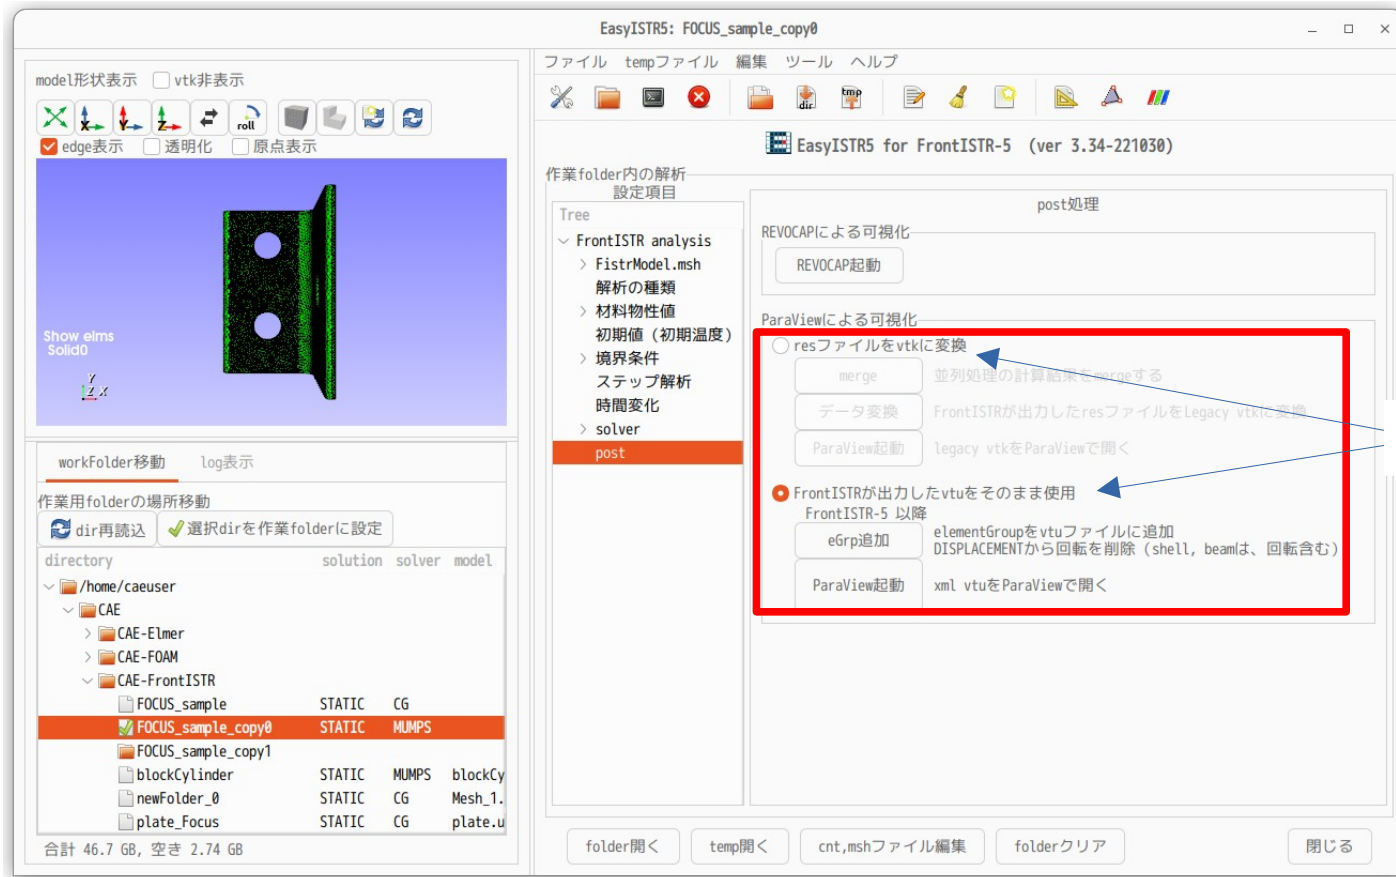 EasyISTR5: FOCUS_sample_copy0
model形状表示 vtk非表示
X Y Z roll
edge表示 透明化 原点表示
Show elms
Solid0
Y
Z X
workFolder移動 log表示
作業用folderの場所移動
dir再読込 選択dirを作業folderに設定
directory solution solver model
/home/caeuser
CAE
CAE-Elmer
CAE-FOAM
CAE-FrontISTR
FOCUS_sample STATIC CG
FOCUS_sample_copy0 STATIC MUMPS
FOCUS_sample_copy1
blockCylinder STATIC MUMPS blockCy
newFolder_0 STATIC CG Mesh_1.
plate_Focus STATIC CG plate.u
合計 46.7 GB, 空き 2.74 GB
ファイル tempファイル 編集 ツール ヘルプ
dir tmp
EasyISTR5 for FrontISTR-5 (ver 3.34-221030)
作業folder内の解析
設定項目
Tree
FrontISTR analysis
FistrModel.msh
解析の種類
材料物性値
初期値 (初期温度)
境界条件
ステップ解析
時間変化
solver
post
post処理
REVOCAPによる可視化
REVOCAP起動
ParaViewによる可視化
resファイルをvtkに変換
merge 並列処理の計算結果をmergeする
データ変換 FrontISTRが出力したresファイルをLegacy vtkに変換
ParaView起動 legacy vtkをParaViewで開く
FrontISTRが出力したvtuをそのまま使用
FrontISTR-5 以降
eGrp追加 elementGroupをvtuファイルに追加
DISPLACEMENTから回転を削除 (shell, beamは、回転含む)
ParaView起動 xml vtuをParaViewで開く
folder開く temp開く cnt,mshファイル編集 folderクリア 閉じる